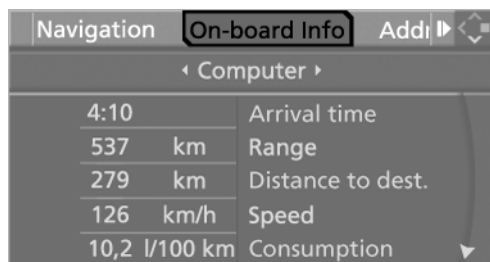 Navigation On-board Info Addr
Computer
4:10 Arrival time
537 km Range
279 km Distance to dest.
126 km/h Speed
10,2 l/100 km Consumption